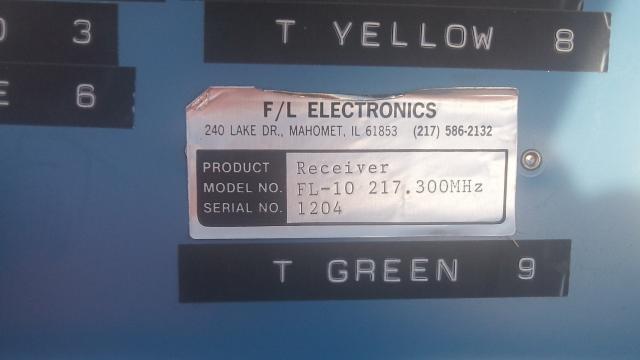 3
T YELLOW 8
6
F/L ELECTRONICS
240 LAKE DR., MAHOMET, IL 61853 (217) 586-2132
PRODUCT Receiver
MODEL NO. FL-10 217.300MHz
SERIAL NO. 1204
T GREEN 9